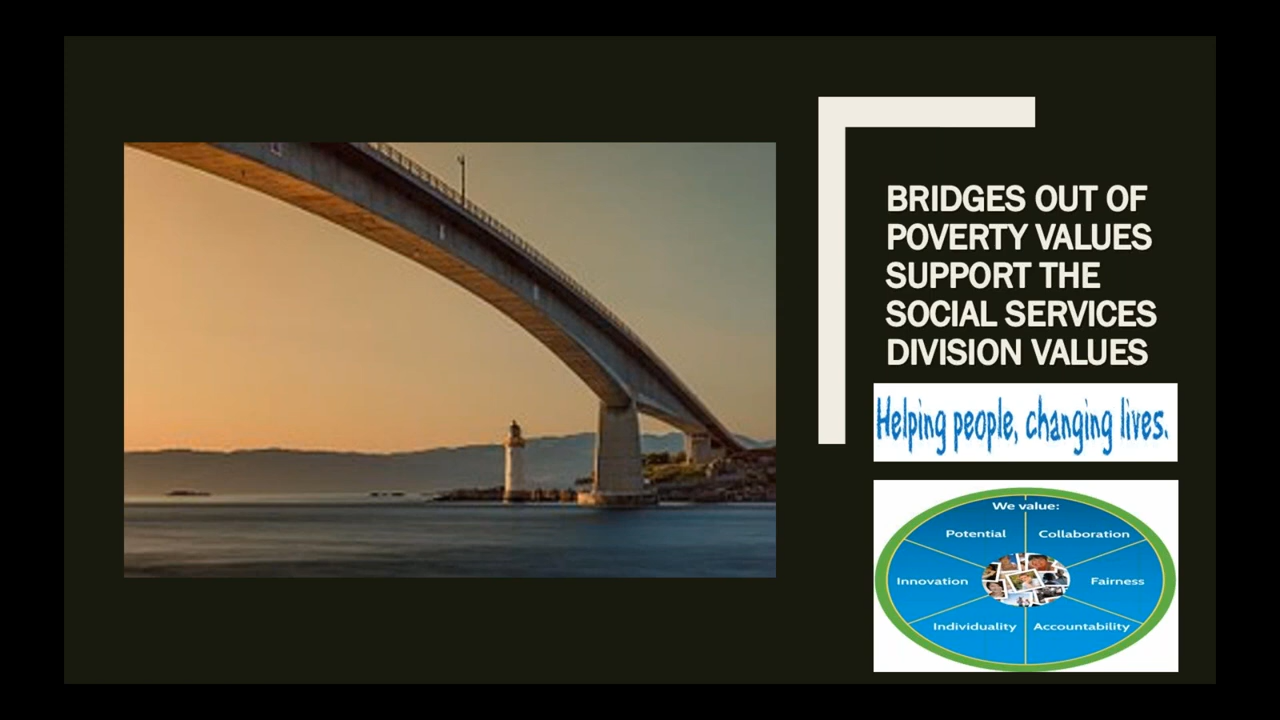 BRIDGES OUT OF
POVERTY VALUES
SUPPORT THE
SOCIAL SERVICES
DIVISION VALUES
Helping people, changing lives.
We value:
Potential
Collaboration
Innovation
Fairness
Individuality
Accountability